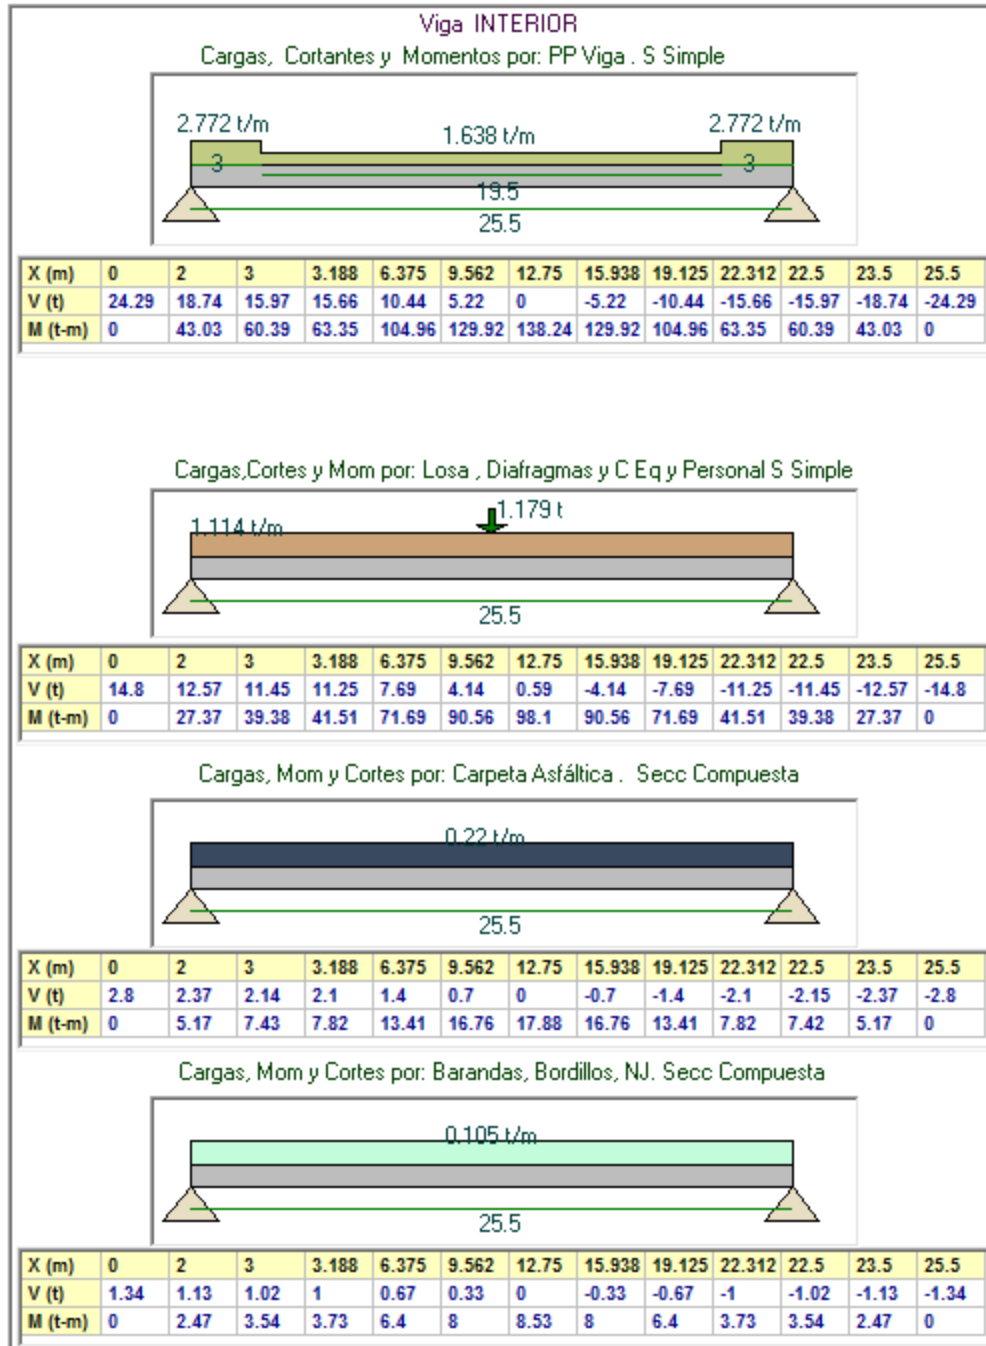 Viga INTERIOR
Cargas, Cortantes y Momentos por: PP Viga . S Simple
2.772 t/m 1.638 t/m 2.772 t/m
3 3
19.5
25.5
X (m) 0 2 3 3.188 6.375 9.562 12.75 15.938 19.125 22.312 22.5 23.5 25.5
V (t) 24.29 18.74 15.97 15.66 10.44 5.22 0 -5.22 -10.44 -15.66 -15.97 -18.74 -24.29
M (t-m) 0 43.03 60.39 63.35 104.96 129.92 138.24 129.92 104.96 63.35 60.39 43.03 0
Cargas,Cortes y Mom por: Losa , Diafragmas y C Eq y Personal S Simple
1.179 t
1.114 t/m
25.5
X (m) 0 2 3 3.188 6.375 9.562 12.75 15.938 19.125 22.312 22.5 23.5 25.5
V (t) 14.8 12.57 11.45 11.25 7.69 4.14 0.59 -4.14 -7.69 -11.25 -11.45 -12.57 -14.8
M (t-m) 0 27.37 39.38 41.51 71.69 90.56 98.1 90.56 71.69 41.51 39.38 27.37 0
Cargas, Mom y Cortes por: Carpeta Asfáltica . Secc Compuesta
0.22 t/m
25.5
X (m) 0 2 3 3.188 6.375 9.562 12.75 15.938 19.125 22.312 22.5 23.5 25.5
V (t) 2.8 2.37 2.14 2.1 1.4 0.7 0 -0.7 -1.4 -2.1 -2.15 -2.37 -2.8
M (t-m) 0 5.17 7.43 7.82 13.41 16.76 17.88 16.76 13.41 7.82 7.42 5.17 0
Cargas, Mom y Cortes por: Barandas, Bordillos, NJ. Secc Compuesta
0.105 t/m
25.5
X (m) 0 2 3 3.188 6.375 9.562 12.75 15.938 19.125 22.312 22.5 23.5 25.5
V (t) 1.34 1.13 1.02 1 0.67 0.33 0 -0.33 -0.67 -1 -1.02 -1.13 -1.34
M (t-m) 0 2.47 3.54 3.73 6.4 8 8.53 8 6.4 3.73 3.54 2.47 0